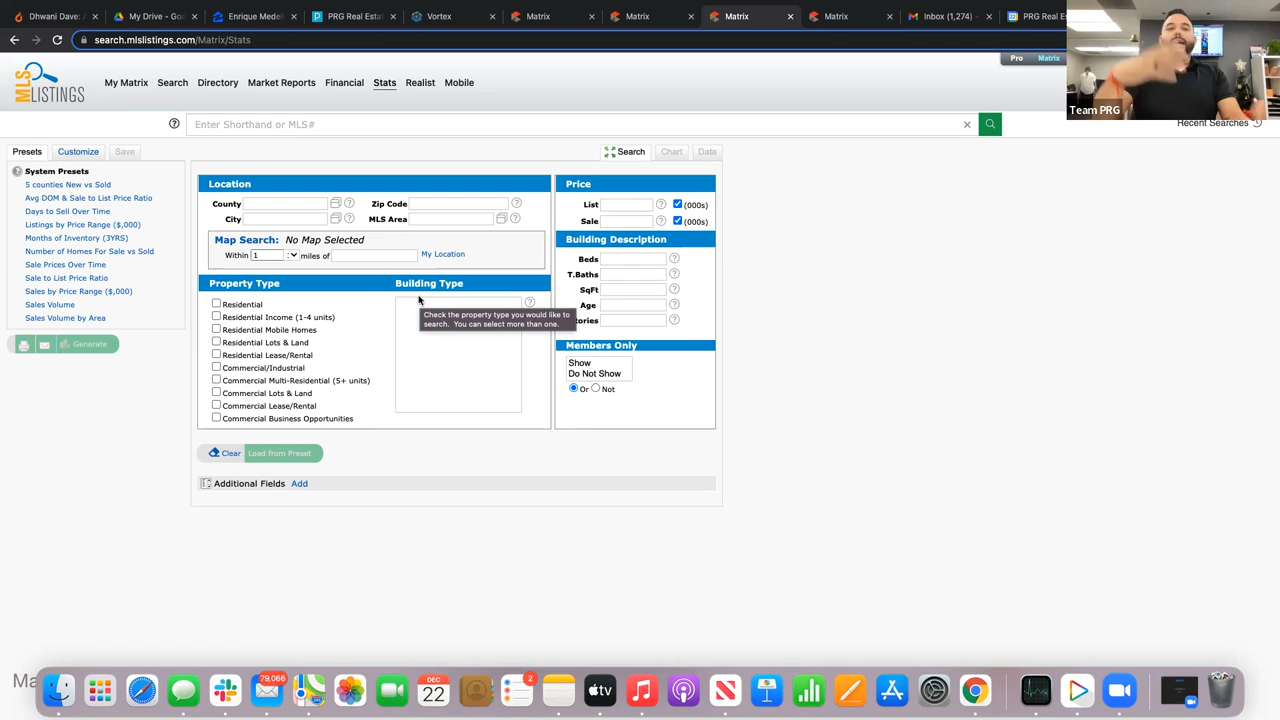 Dhwani Dave: A
My Drive - Goo
Enrique Medell
PRG Real Estat
Vortex
Matrix
Matrix
Matrix
Matrix
Inbox (1,274) -
PRG Real Es
search.mlslistings.com/Matrix/Stats
MLS LISTINGS
My Matrix
Search
Directory
Market Reports
Financial
Stats
Realist
Mobile
Pro
Matrix
Team PRG
Enter Shorthand or MLS#
Recent Searches
Presets
Customize
Save
Search
Chart
Data
System Presets
5 counties New vs Sold
Avg DOM & Sale to List Price Ratio
Days to Sell Over Time
Listings by Price Range ($,000)
Months of Inventory (3YRS)
Number of Homes For Sale vs Sold
Sale Prices Over Time
Sale to List Price Ratio
Sales by Price Range ($,000)
Sales Volume
Sales Volume by Area
Generate
Location
County
Zip Code
City
MLS Area
Map Search: No Map Selected
Within 1 miles of
My Location
Property Type
Building Type
Residential
Residential Income (1-4 units)
Residential Mobile Homes
Residential Lots & Land
Residential Lease/Rental
Commercial/Industrial
Commercial Multi-Residential (5+ units)
Commercial Lots & Land
Commercial Lease/Rental
Commercial Business Opportunities
Check the property type you would like to
search. You can select more than one.
Price
List (000s)
Sale (000s)
Building Description
Beds
T.Baths
SqFt
Age
tories
Members Only
Show
Do Not Show
Or Not
Clear
Load from Preset
Additional Fields Add
Ma
79,066
DEC
22
2
tv